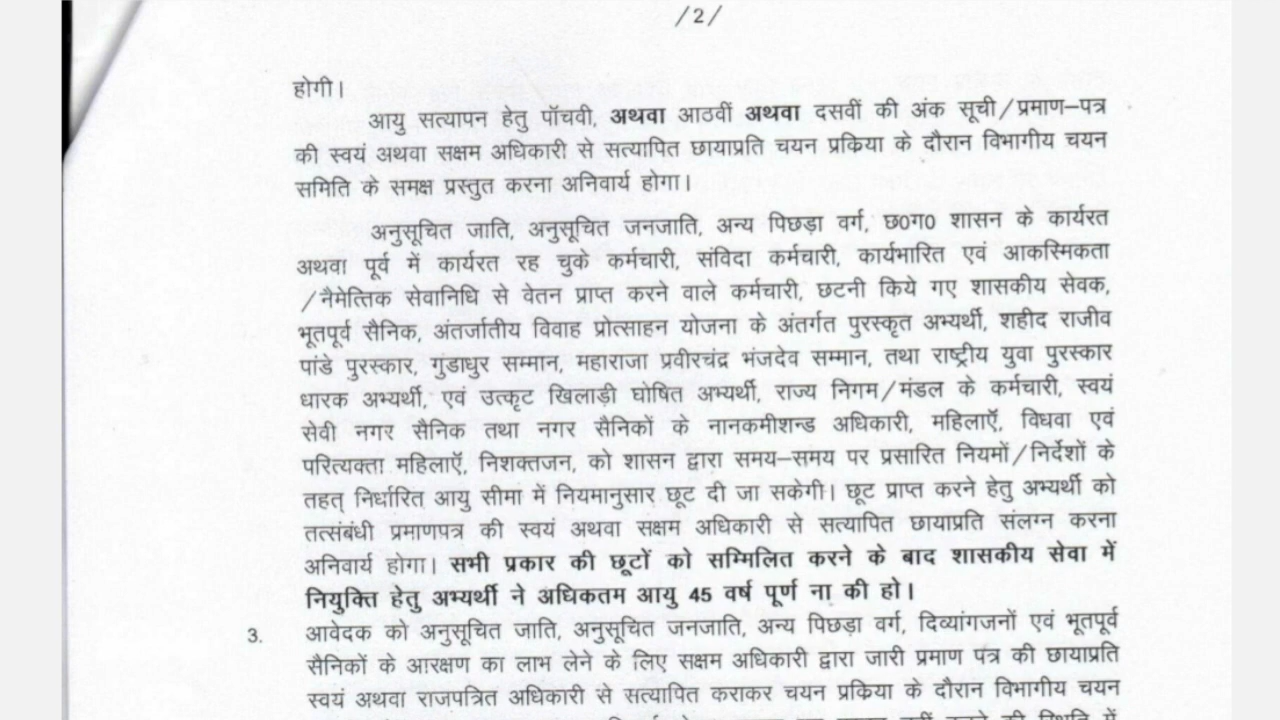 /2/
होगी।
आयु सत्यापन हेतु पॉचवी, अथवा आठवीं अथवा दसवीं की अंक सूची/प्रमाण–पत्र
की स्वयं अथवा सक्षम अधिकारी से सत्यापित छायाप्रति चयन प्रकिया के दौरान विभागीय चयन
समिति के समक्ष प्रस्तुत करना अनिवार्य होगा।
अनुसूचित जाति, अनुसूचित जनजाति, अन्य पिछड़ा वर्ग, छ0ग0 शासन के कार्यरत
अथवा पूर्व में कार्यरत रह चुके कर्मचारी, संविदा कर्मचारी, कार्यभारित एवं आकस्मिकता
/नैमेत्तिक सेवानिधि से वेतन प्राप्त करने वाले कर्मचारी, छटनी किये गए शासकीय सेवक,
भूतपूर्व सैनिक, अंतर्जातीय विवाह प्रोत्साहन योजना के अंतर्गत पुरस्कृत अभ्यर्थी, शहीद राजीव
पांडे पुरस्कार, गुंडाधुर सम्मान, महाराजा प्रवीरचंद्र भंजदेव सम्मान, तथा राष्ट्रीय युवा पुरस्कार
धारक अभ्यर्थी, एवं उत्कृट खिलाड़ी घोषित अभ्यर्थी, राज्य निगम/मंडल के कर्मचारी, स्वयं
सेवी नगर सैनिक तथा नगर सैनिकों के नानकमीशन्ड अधिकारी, महिलाऍ, विधवा एवं
परित्यक्ता महिलाऍ, निशक्तजन, को शासन द्वारा समय–समय पर प्रसारित नियमों/निर्देशों के
तहत् निर्धारित आयु सीमा में नियमानुसार छूट दी जा सकेगी। छूट प्राप्त करने हेतु अभ्यर्थी को
तत्संबंधी प्रमाणपत्र की स्वयं अथवा सक्षम अधिकारी से सत्यापित छायाप्रति संलग्न करना
अनिवार्य होगा। सभी प्रकार की छूटों को सम्मिलित करने के बाद शासकीय सेवा में
नियुक्ति हेतु अभ्यर्थी ने अधिकतम आयु 45 वर्ष पूर्ण ना की हो।
3. आवेदक को अनुसूचित जाति, अनुसूचित जनजाति, अन्य पिछड़ा वर्ग, दिव्यांगजनों एवं भूतपूर्व
सैनिकों के आरक्षण का लाभ लेने के लिए सक्षम अधिकारी द्वारा जारी प्रमाण पत्र की छायाप्रति
स्वयं अथवा राजपत्रित अधिकारी से सत्यापित कराकर चयन प्रकिया के दौरान विभागीय चयन